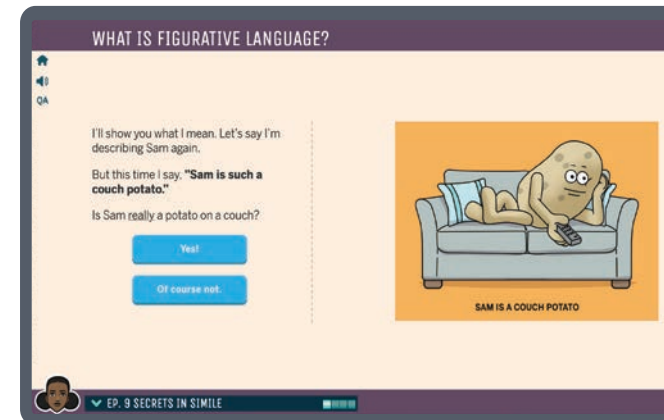 WHAT IS FIGURATIVE LANGUAGE?
QA
I'll show you what I mean. Let's say I'm
describing Sam again.
But this time I say, "Sam is such a
couch potato."
Is Sam really a potato on a couch?
Yes!
Of course not.
SAM IS A COUCH POTATO
EP. 9 SECRETS IN SIMILE